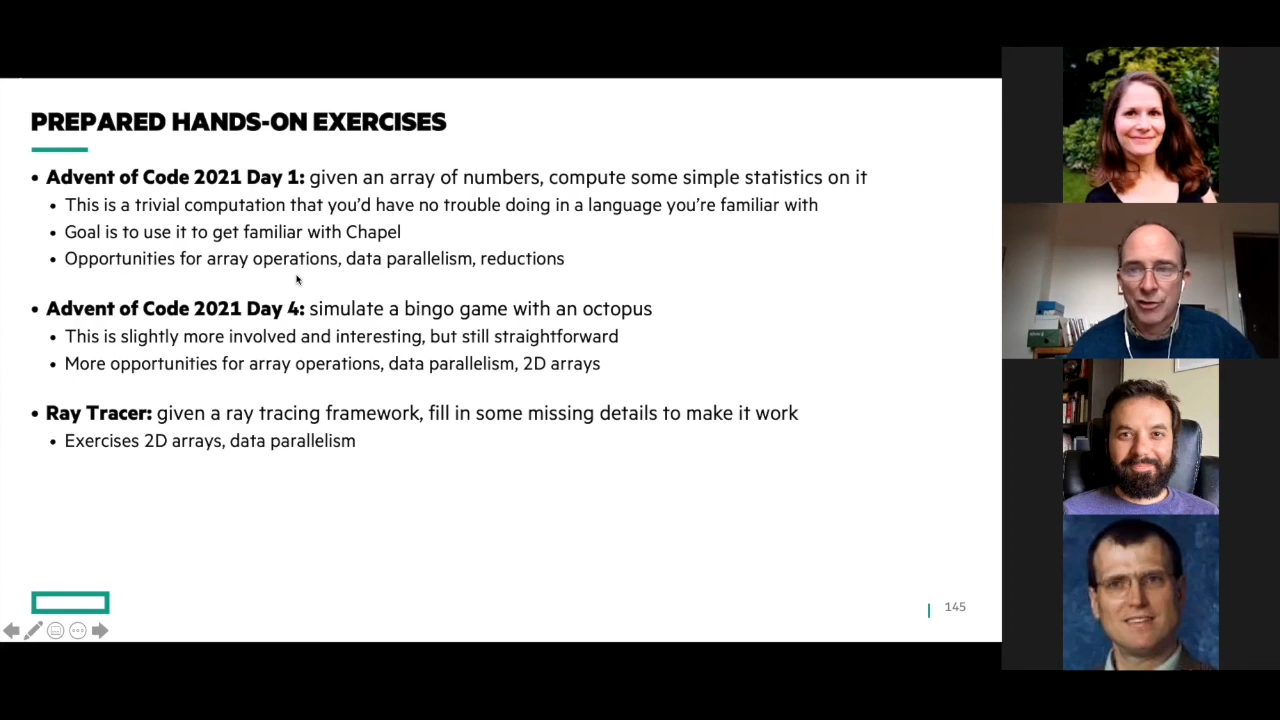 PREPARED HANDS-ON EXERCISES
• Advent of Code 2021 Day 1: given an array of numbers, compute some simple statistics on it
• This is a trivial computation that you’d have no trouble doing in a language you’re familiar with
• Goal is to use it to get familiar with Chapel
• Opportunities for array operations, data parallelism, reductions
• Advent of Code 2021 Day 4: simulate a bingo game with an octopus
• This is slightly more involved and interesting, but still straightforward
• More opportunities for array operations, data parallelism, 2D arrays
• Ray Tracer: given a ray tracing framework, fill in some missing details to make it work
• Exercises 2D arrays, data parallelism
145